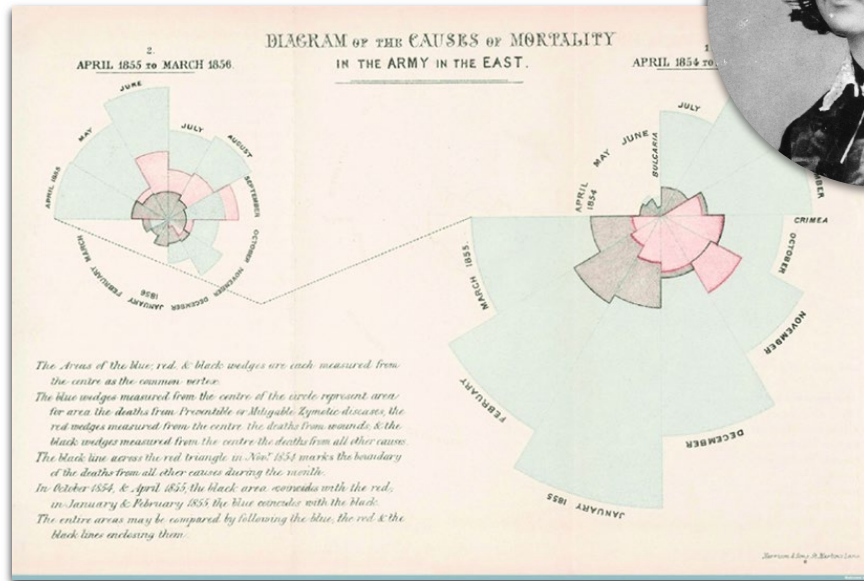 DIAGRAM OF THE CAUSES OF MORTALITY
IN THE ARMY IN THE EAST.
2.
APRIL 1855 TO MARCH 1856.
1
APRIL 1854 TO
JUNE
JULY
MAY
AUGUST
APRIL 1855
SEPTEMBER
OCTOBER
NOVEMBER
DECEMBER
JANUARY
1856
FEBRUARY
MARCH
JULY
JUNE
BULGARIA
MAY
APRIL
1854
BER
CRIMEA
OCTOBER
NOVEMBER
DECEMBER
JANUARY 1855
FEBRUARY
MARCH 1855.
The Areas of the blue, red, & black wedges are each measured from
the centre as the common vertex.
The blue wedges measured from the centre of the circle represent area
for area the deaths from Preventible or Mitigable Zymotic diseases, the
red wedges measured from the centre the deaths from wounds, & the
black wedges measured from the centre the deaths from all other causes.
The black line across the red triangle in Novr. 1854 marks the boundary
of the deaths from all other causes during the month.
In October 1854, & April 1855, the black area coincides with the red,
in January & February 1855, the blue coincides with the black.
The entire areas may be compared by following the blue, the red & the
black lines enclosing them.
Harrison & Sons, St. Martins Lane